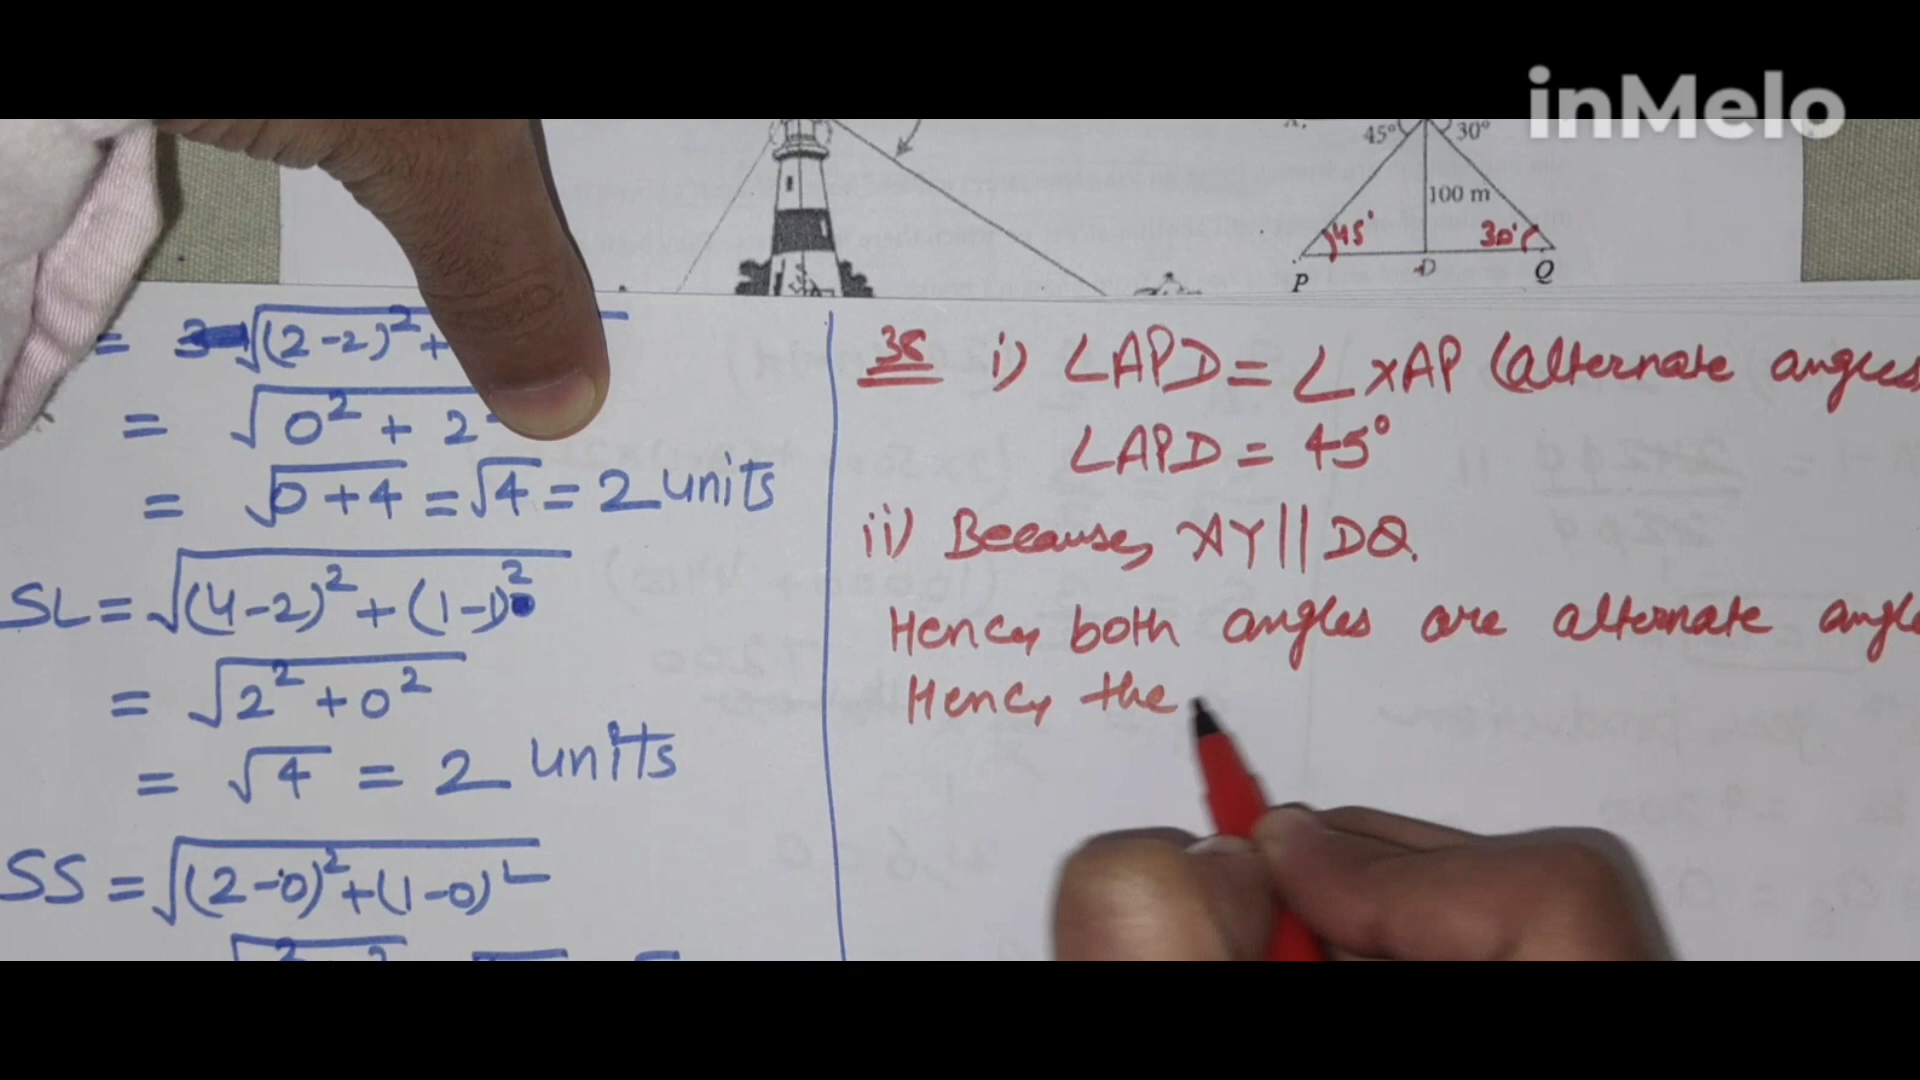 inMelo
45° 30°
100 m
45° 30°
P D Q
= √(2-2)²+
= √0² + 2
= √0+4 = √4 = 2 units
SL = √(4-2)² + (1-1)²
= √2² + 0²
= √4 = 2 units
SS = √(2-0)² + (1-0)²
38 i) ∠APD = ∠XAP (alternate angles
∠APD = 45°
ii) Because, XY || DQ.
Hence, both angles are alternate angle
Hence, the